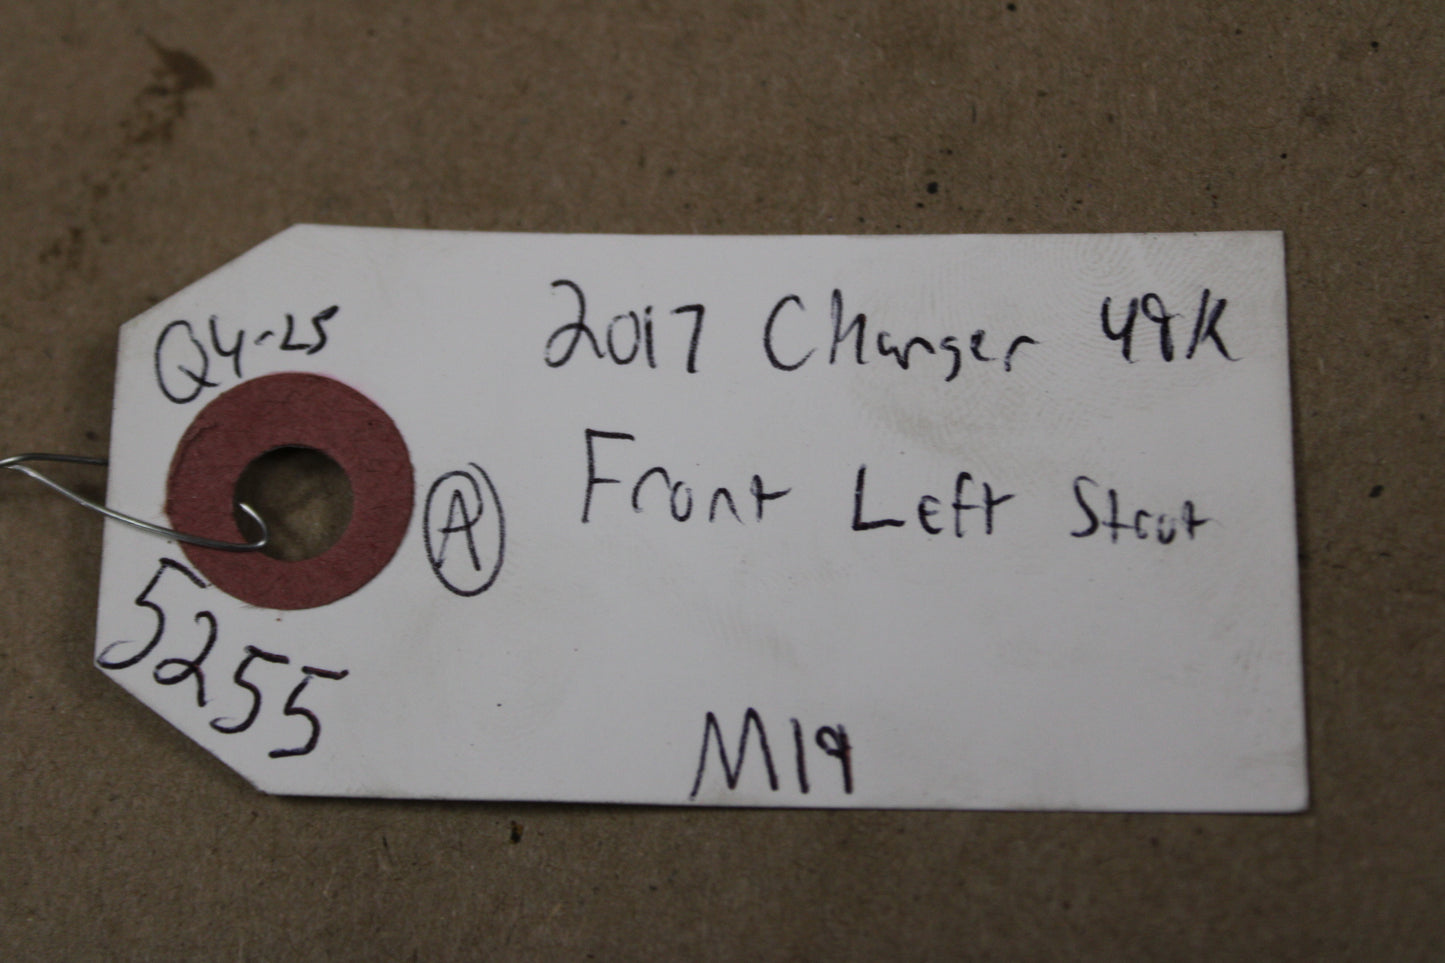 Q4-25
2017 Charger 49K
Front Left Strut
A
5255
M19